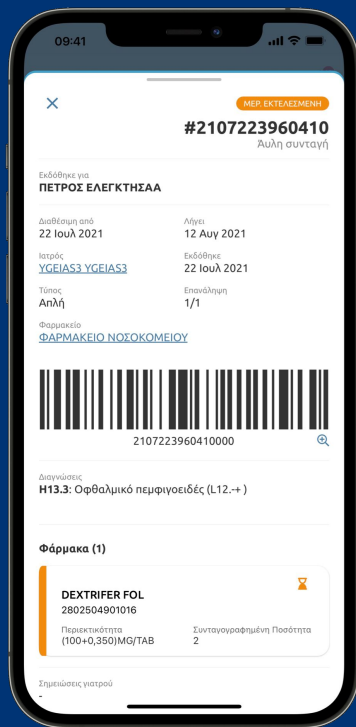 09:41
ΜΕΡ. ΕΚΤΕΛΕΣΜΕΝΗ
#2107223960410
Άυλη συνταγή
Εκδόθηκε για
ΠΕΤΡΟΣ ΕΛΕΓΚΤΗΣΑΑ
Διαθέσιμη από Λήγει
22 Ιουλ 2021 12 Αυγ 2021
Ιατρός Εκδόθηκε
YGEIAS3 YGEIAS3 22 Ιουλ 2021
Τύπος Επανάληψη
Απλή 1/1
Φαρμακείο
ΦΑΡΜΑΚΕΙΟ ΝΟΣΟΚΟΜΕΙΟΥ
2107223960410000
Διαγνώσεις
H13.3: Οφθαλμικό πεμφιγοειδές (L12.-+ )
Φάρμακα (1)
DEXTRIFER FOL
2802504901016
Περιεκτικότητα Συνταγογραφημένη Ποσότητα
(100+0,350)MG/TAB 2
Σημειώσεις γιατρού
-